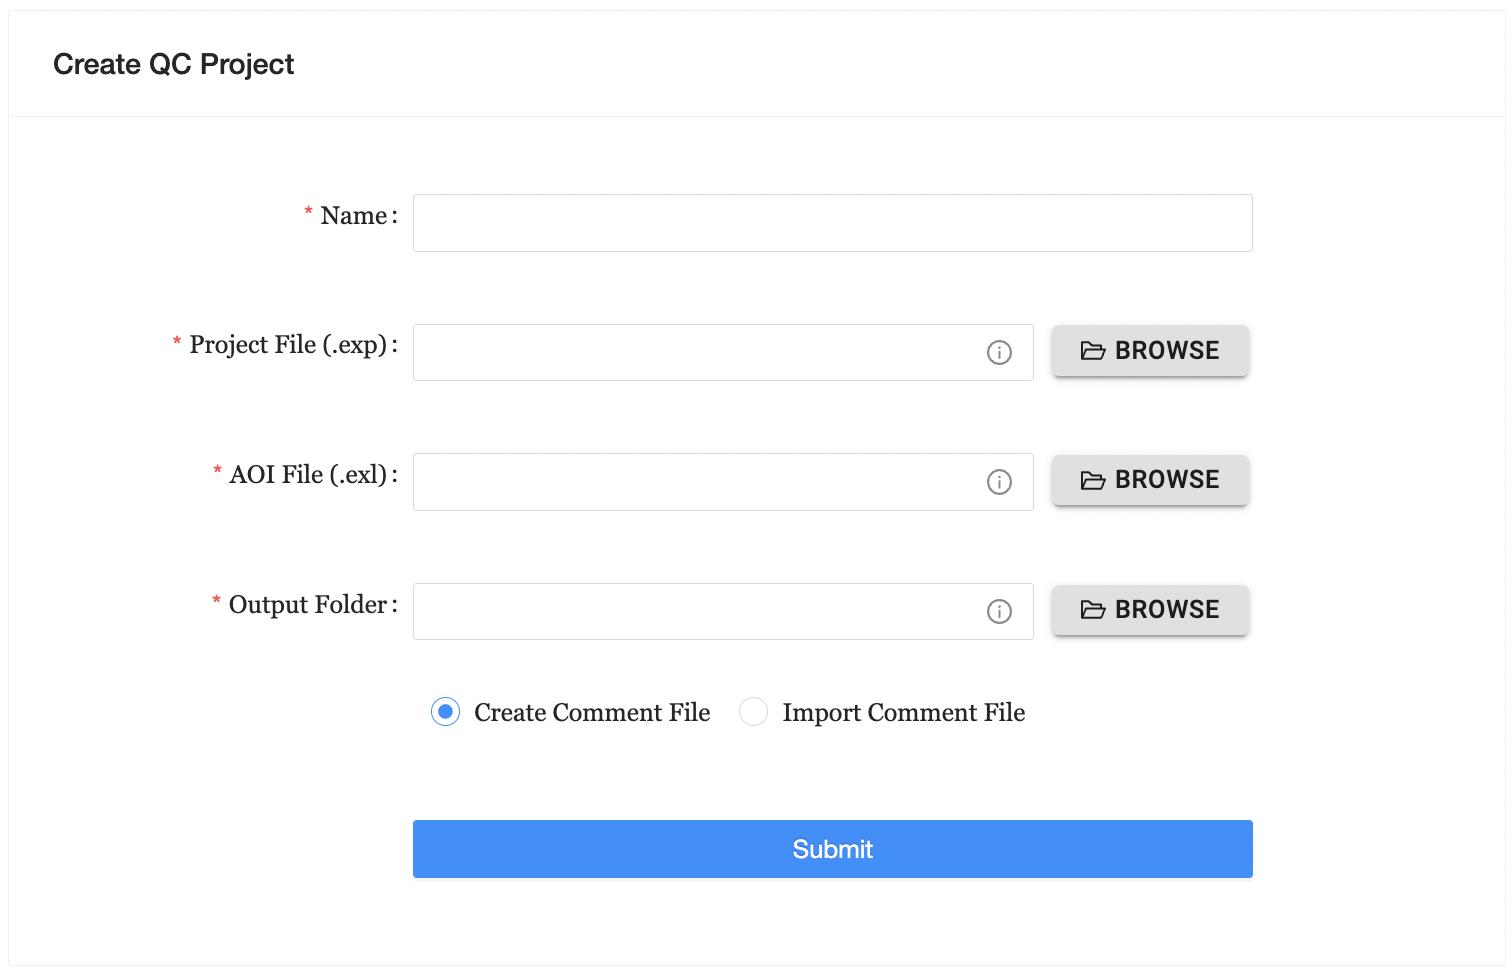 Create QC Project
* Name:
* Project File (.exp):
BROWSE
* AOI File (.exl):
BROWSE
* Output Folder:
BROWSE
Create Comment File Import Comment File
Submit